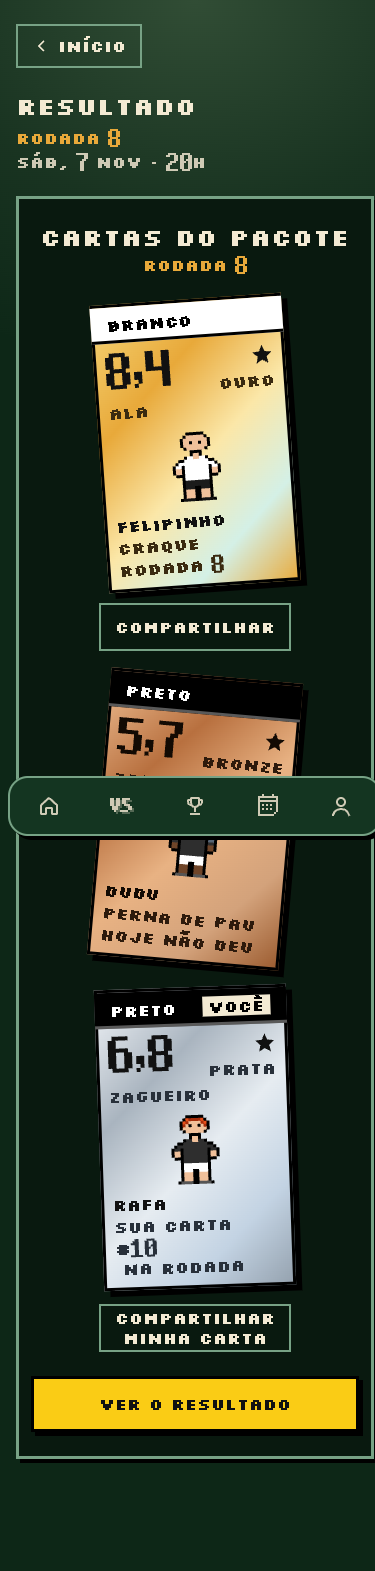 INÍCIO
RESULTADO
RODADA 8
SÁB, 7 NOV · 20H
CARTAS DO PACOTE
RODADA 8
BRANCO
8,4
OURO
ALA
FELIPINHO
CRAQUE
RODADA 8
COMPARTILHAR
PRETO
5,7
BRONZE
VS
DUDU
PERNA DE PAU
HOJE NÃO DEU
PRETO
VOCÊ
6,8
PRATA
ZAGUEIRO
RAFA
SUA CARTA
#10
NA RODADA
COMPARTILHAR
MINHA CARTA
VER O RESULTADO